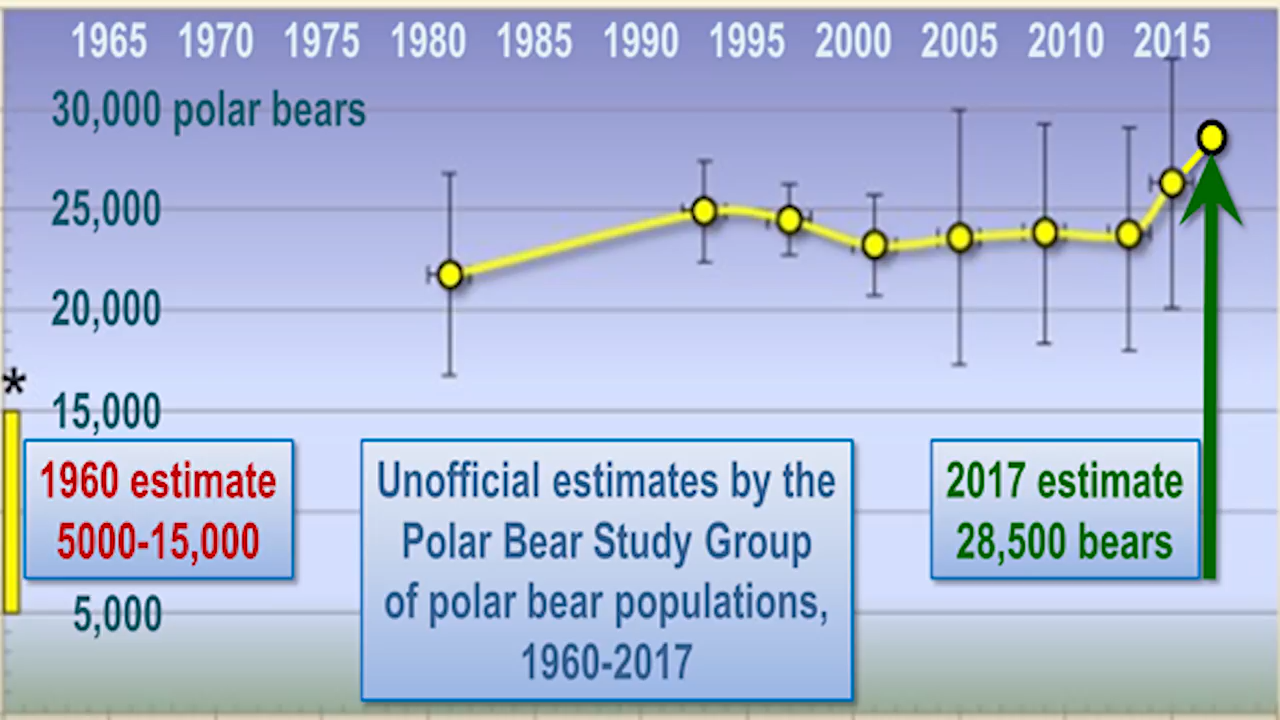 1965 1970 1975 1980 1985 1990 1995 2000 2005 2010 2015
30,000 polar bears
25,000
20,000
*
15,000
1960 estimate
5000-15,000
Unofficial estimates by the
Polar Bear Study Group
of polar bear populations,
1960-2017
2017 estimate
28,500 bears
5,000